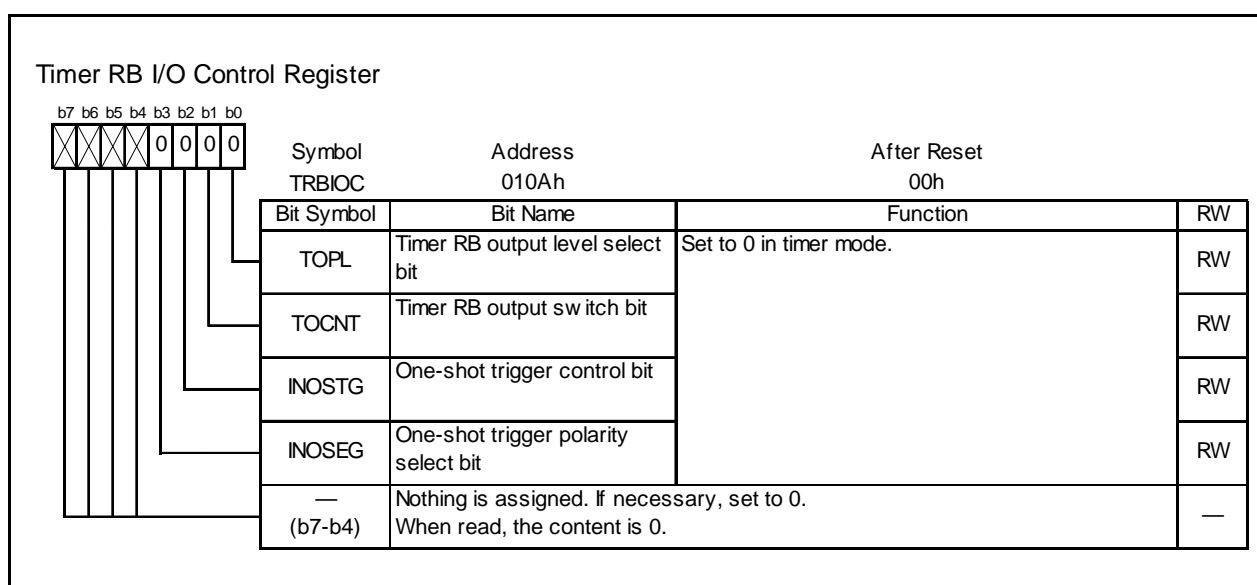 Timer RB I/O Control Register
b7 b6 b5 b4 b3 b2 b1 b0
0 0 0 0
Symbol Address After Reset
TRBIOC 010Ah 00h
Bit Symbol Bit Name Function RW
TOPL Timer RB output level select bit Set to 0 in timer mode. RW
TOCNT Timer RB output switch bit RW
INOSTG One-shot trigger control bit RW
INOSEG One-shot trigger polarity select bit RW
— (b7-b4) Nothing is assigned. If necessary, set to 0. —
When read, the content is 0.